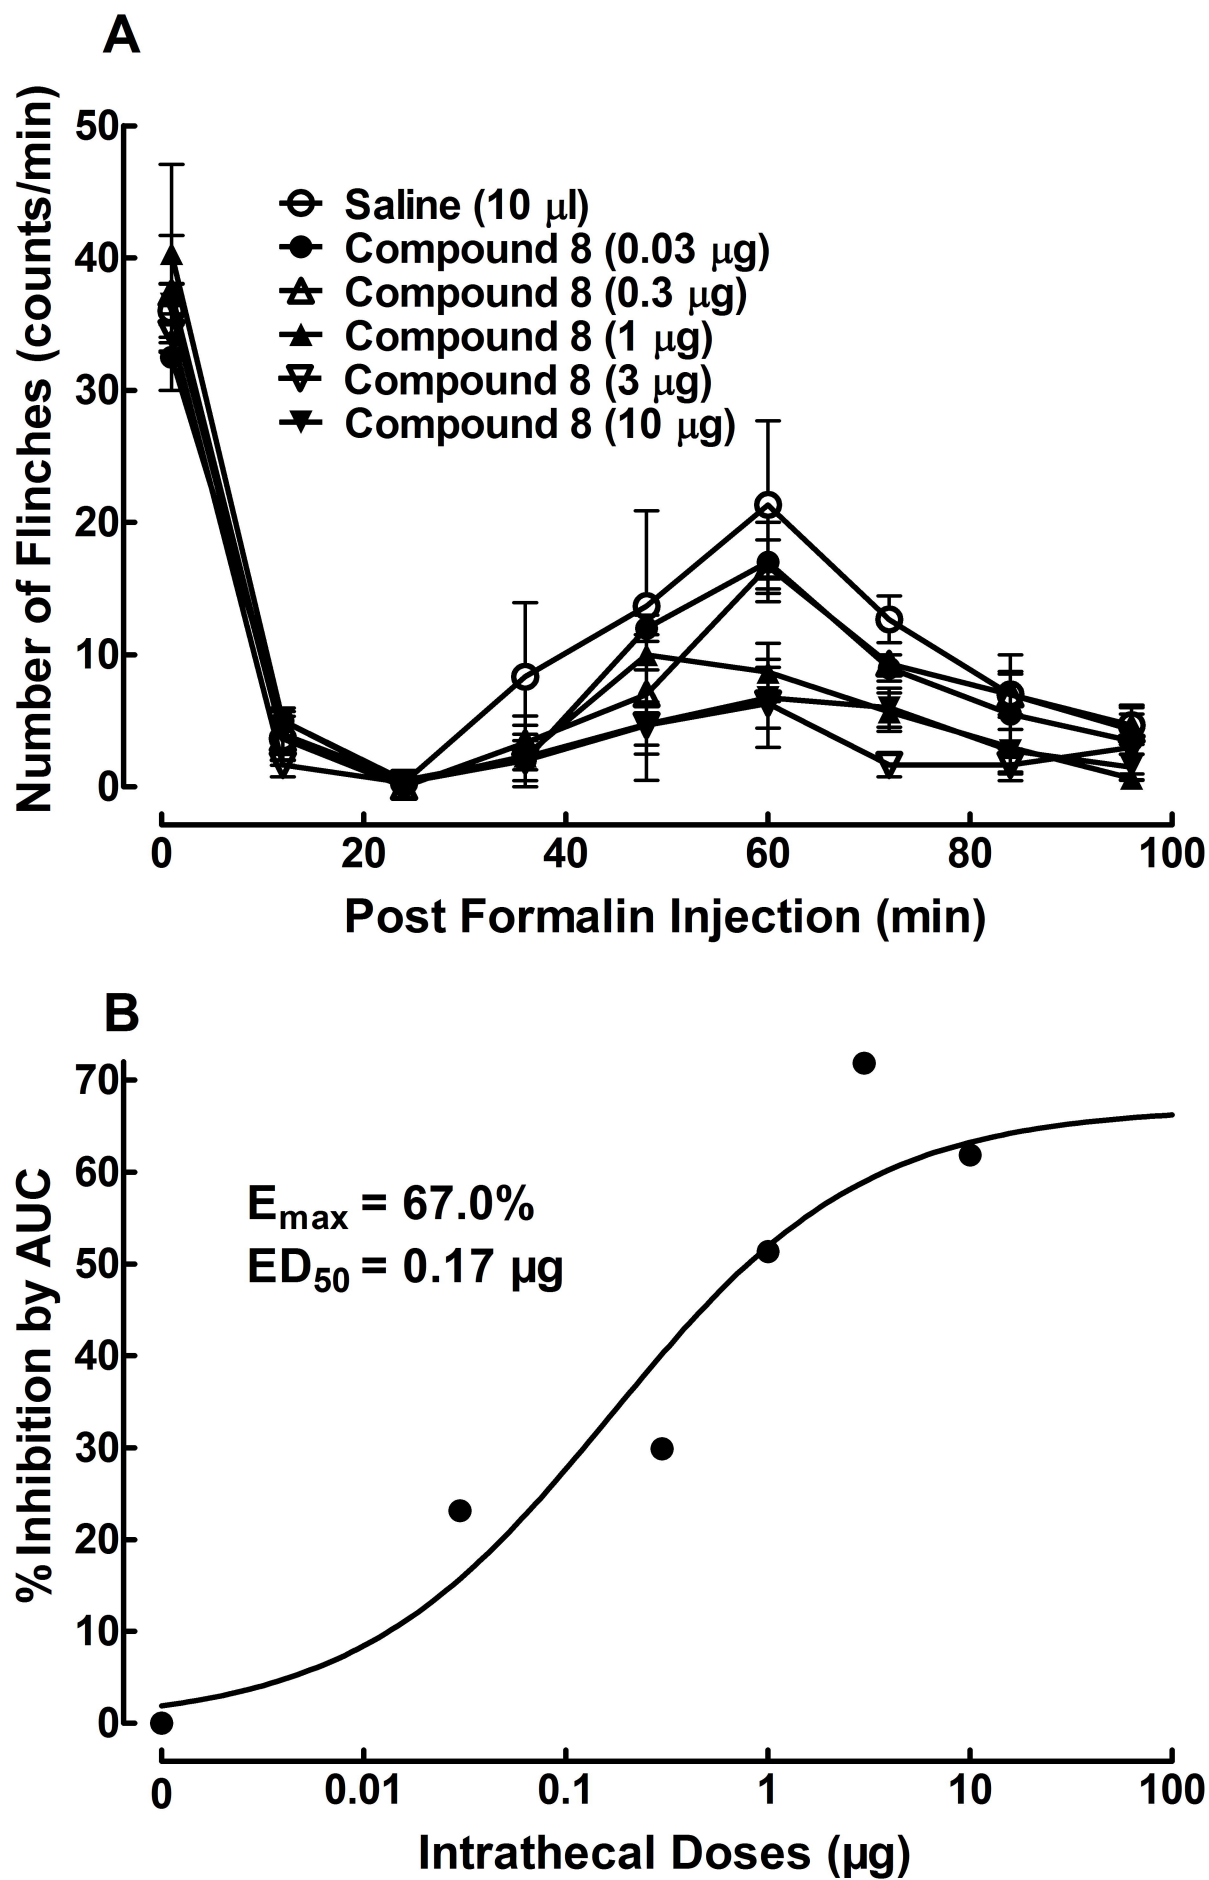 A
Number of Flinches (counts/min)
50
40
30
20
10
0
Saline (10 μl)
Compound 8 (0.03 μg)
Compound 8 (0.3 μg)
Compound 8 (1 μg)
Compound 8 (3 μg)
Compound 8 (10 μg)
0 20 40 60 80 100
Post Formalin Injection (min)
B
% Inhibition by AUC
70
60
50
40
30
20
10
0
Emax = 67.0%
ED50 = 0.17 µg
0 0.01 0.1 1 10 100
Intrathecal Doses (µg)